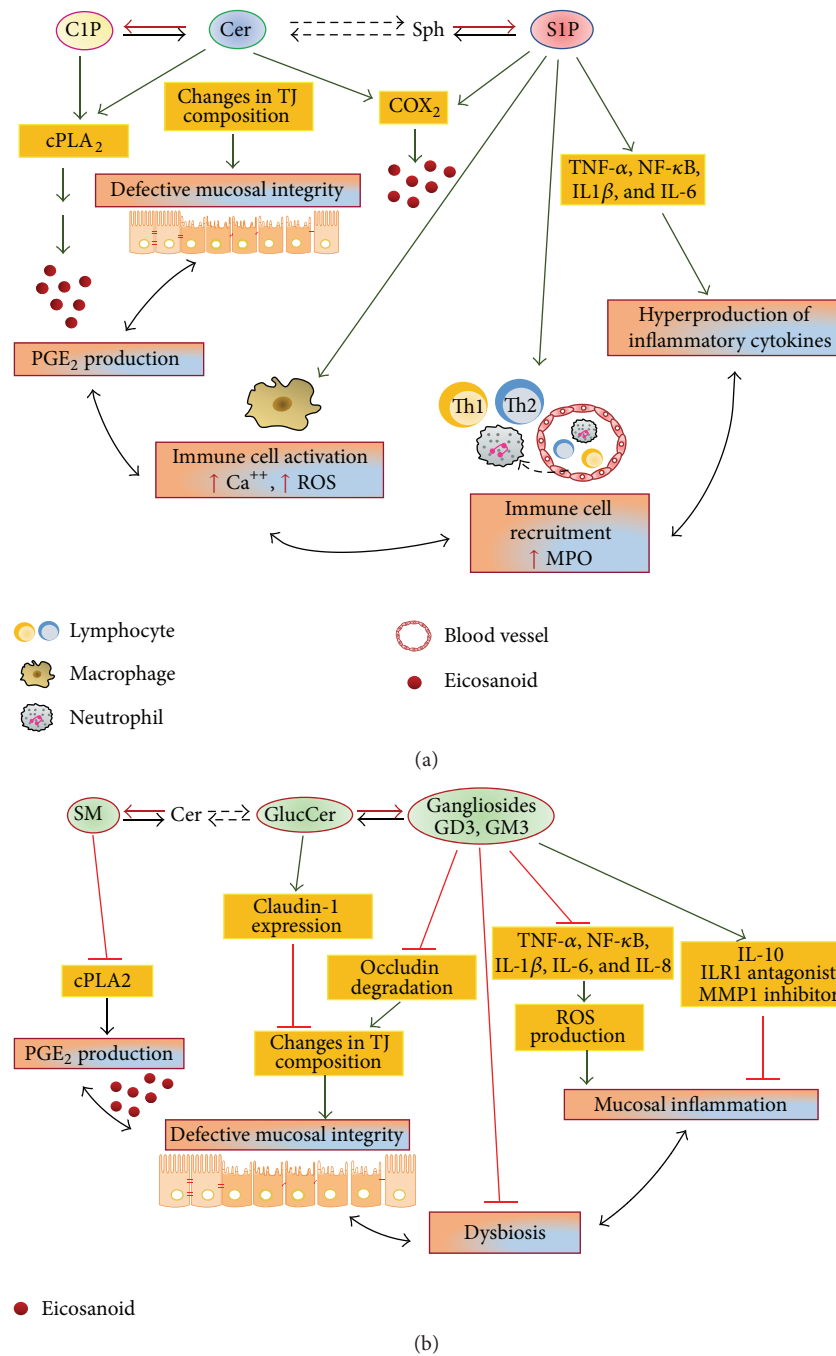 C1P
Cer
Sph
S1P
Changes in TJ
composition
COX₂
cPLA₂
TNF-α, NF-κB,
IL1β, and IL-6
Defective mucosal integrity
Hyperproduction of
inflammatory cytokines
PGE₂ production
Th1
Th2
Immune cell activation
↑ Ca⁺⁺, ↑ ROS
Immune cell
recruitment
↑ MPO
Lymphocyte
Macrophage
Neutrophil
Blood vessel
Eicosanoid
(a)
SM
Cer
GlucCer
Gangliosides
GD3, GM3
Claudin-1
expression
Occludin
degradation
TNF-α, NF-κB,
IL-1β, IL-6, and IL-8
IL-10
ILR1 antagonist
MMP1 inhibitor
cPLA2
ROS
production
PGE₂ production
Changes in TJ
composition
Mucosal inflammation
Defective mucosal integrity
Dysbiosis
Eicosanoid
(b)